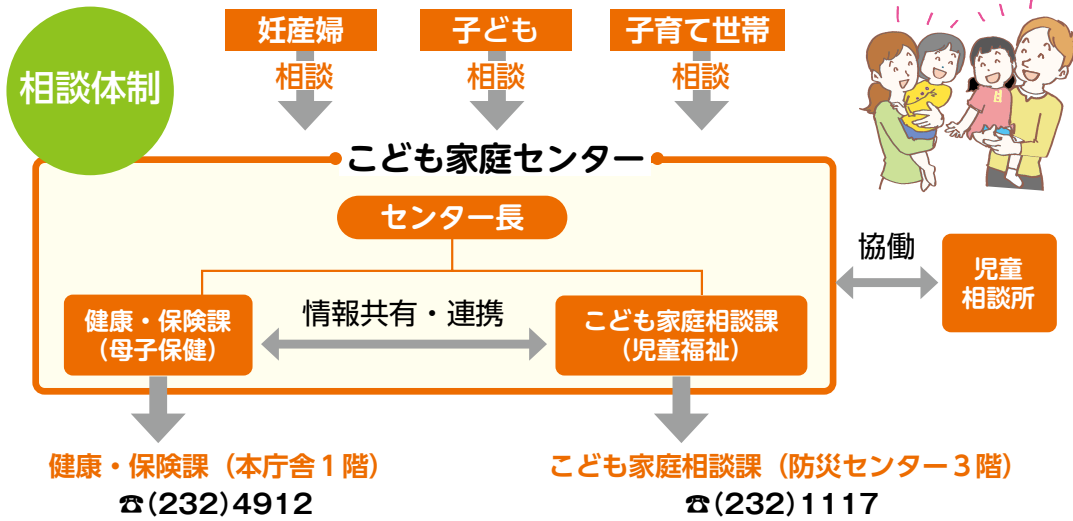 相談体制
妊産婦
子ども
子育て世帯
相談
相談
相談
こども家庭センター
センター長
健康・保険課
（母子保健）
情報共有・連携
こども家庭相談課
（児童福祉）
協働
児童
相談所
健康・保険課（本庁舎１階）
☎(232)4912
こども家庭相談課（防災センター３階）
☎(232)1117